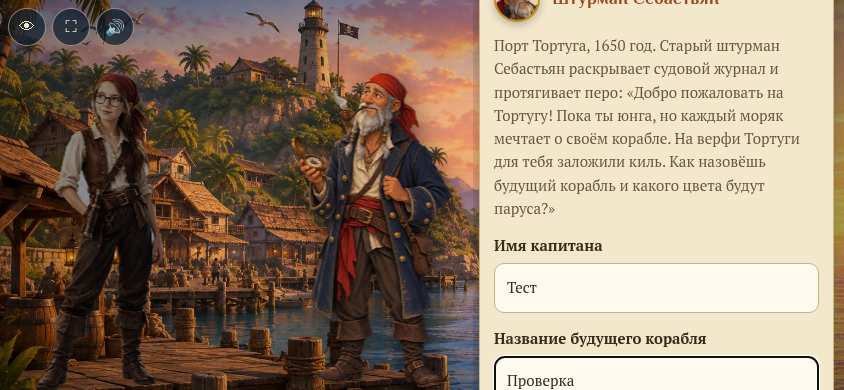 Штурман Себастьян
Порт Тортуга, 1650 год. Старый штурман
Себастьян раскрывает судовой журнал и
протягивает перо: «Добро пожаловать на
Тортугу! Пока ты юнга, но каждый моряк
мечтает о своём корабле. На верфи Тортуги
для тебя заложили киль. Как назовёшь
будущий корабль и какого цвета будут
паруса?»
Имя капитана
Тест
Название будущего корабля
Проверка